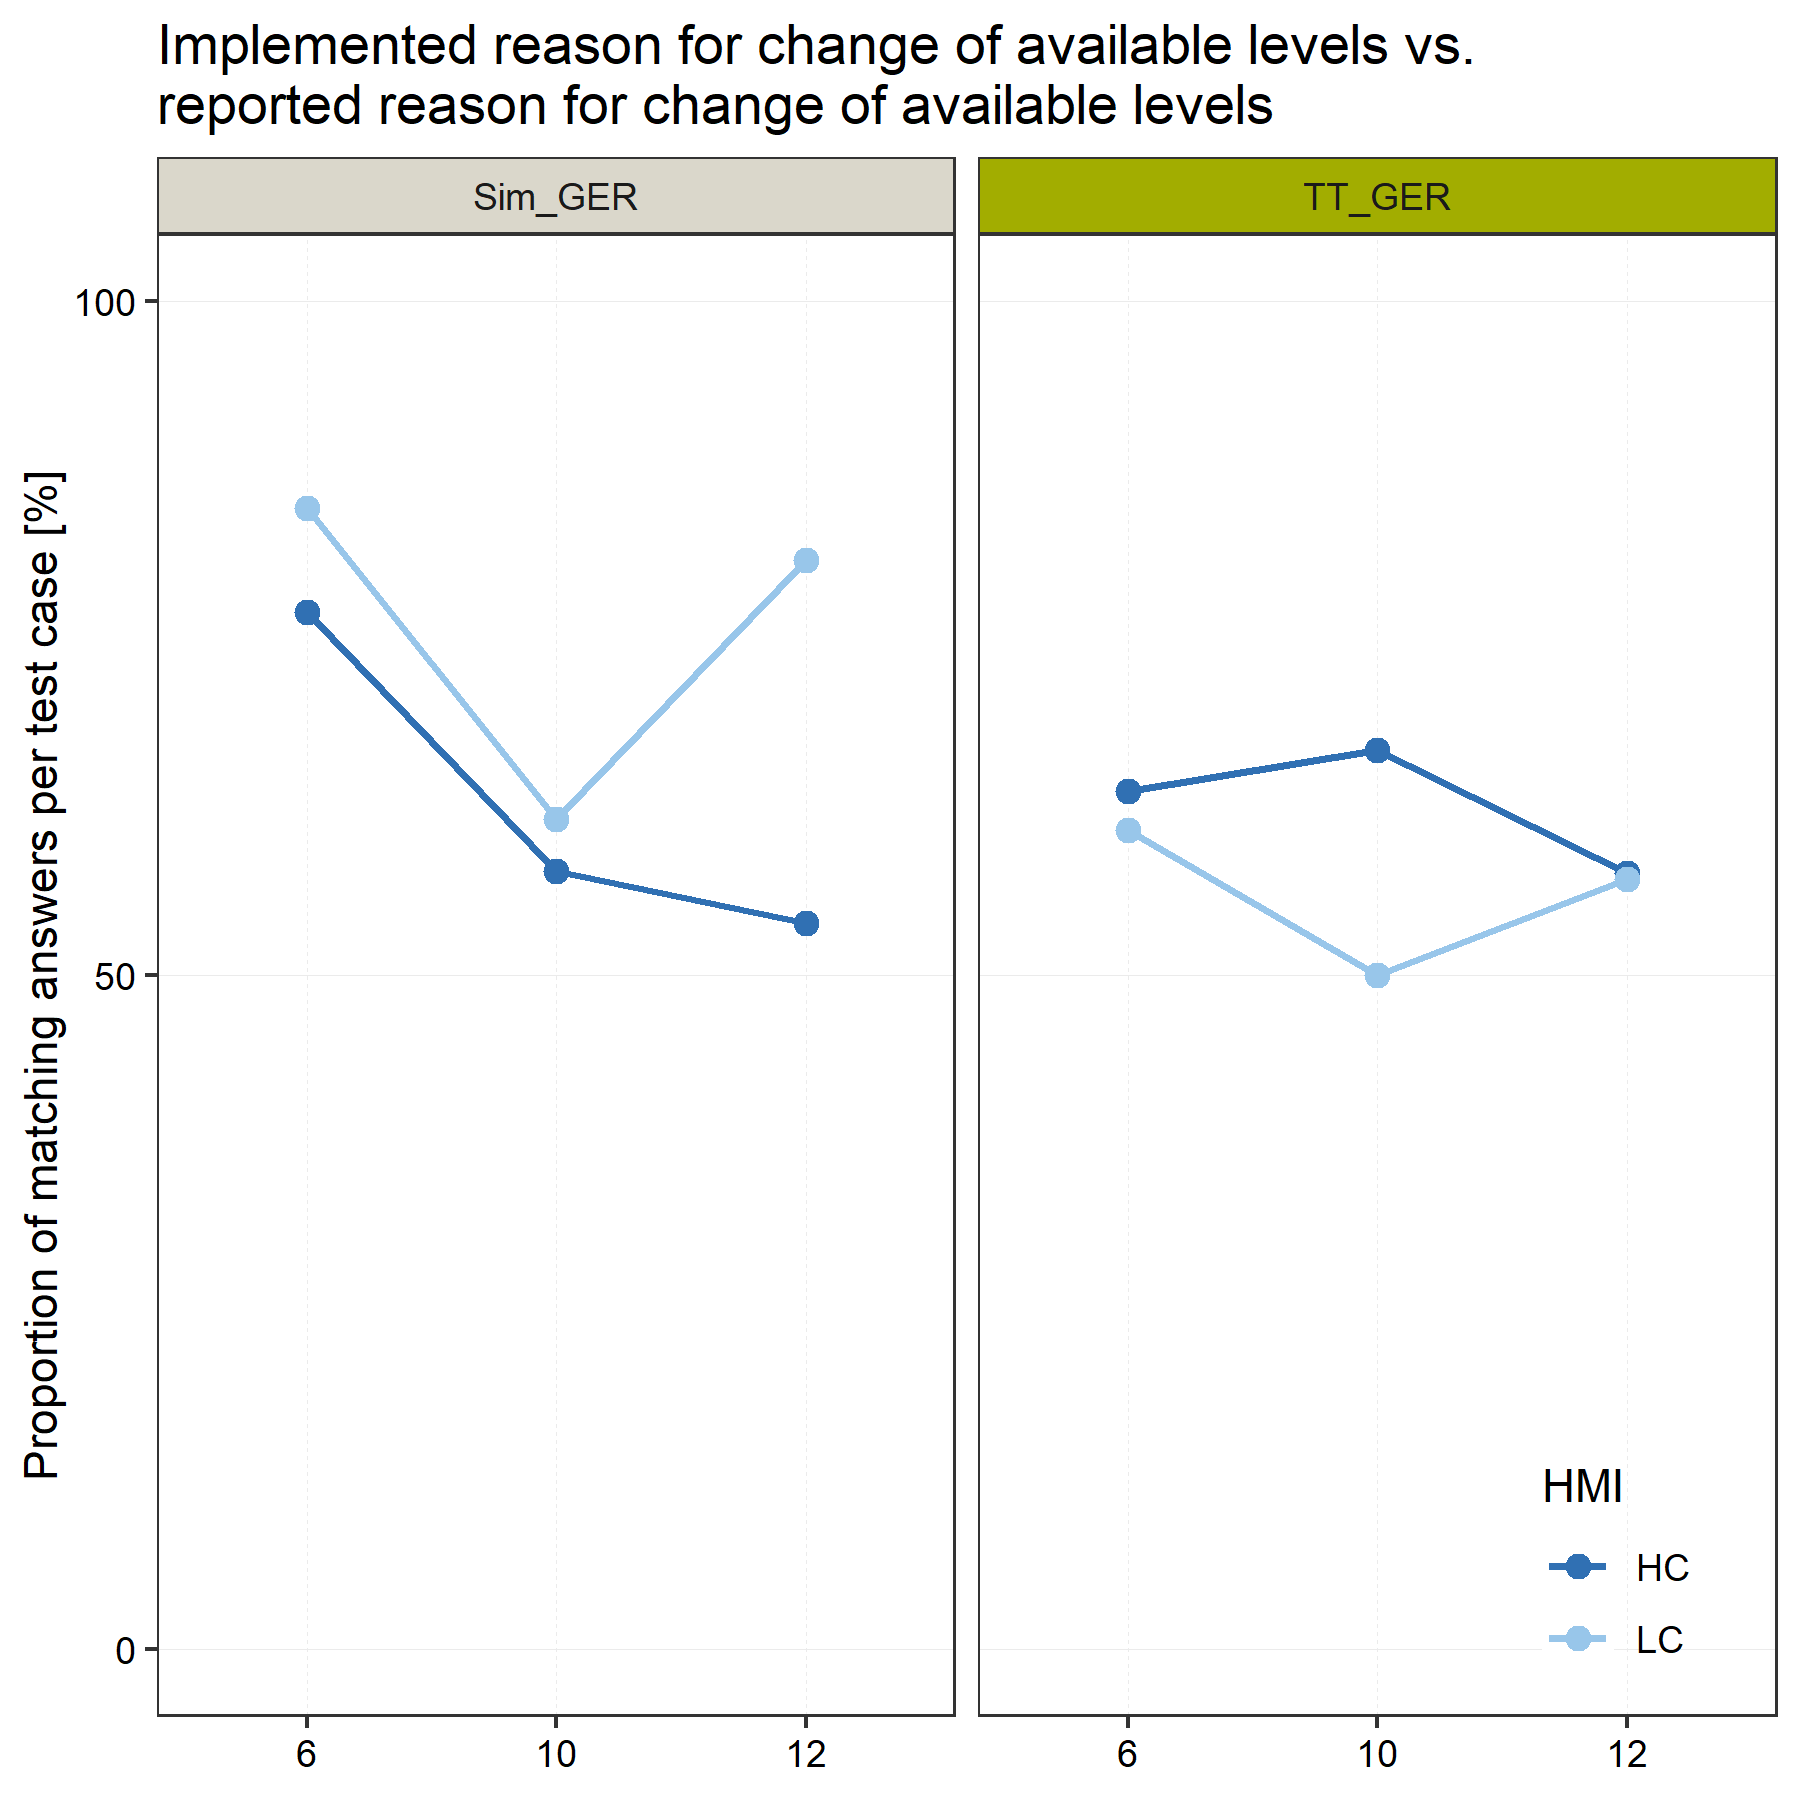 Implemented reason for change of available levels vs.
reported reason for change of available levels
Sim_GER
TT_GER
Proportion of matching answers per test case [%]
100
50
0
6
10
12
6
10
12
HMI
HC
LC